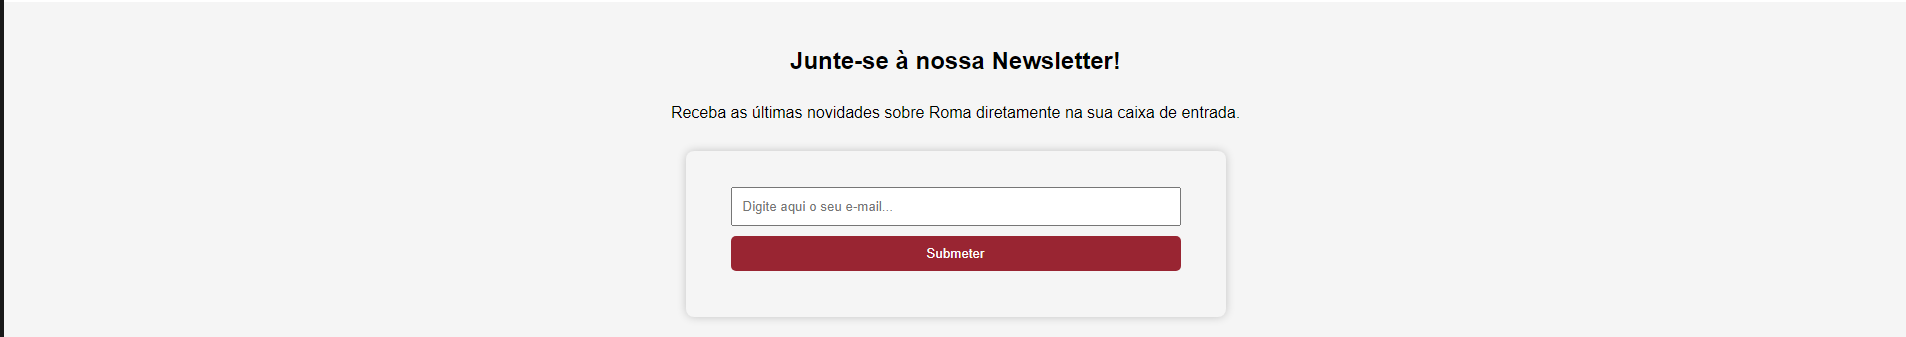 Junte-se à nossa Newsletter!
Receba as últimas novidades sobre Roma diretamente na sua caixa de entrada.
Digite aqui o seu e-mail...
Submeter